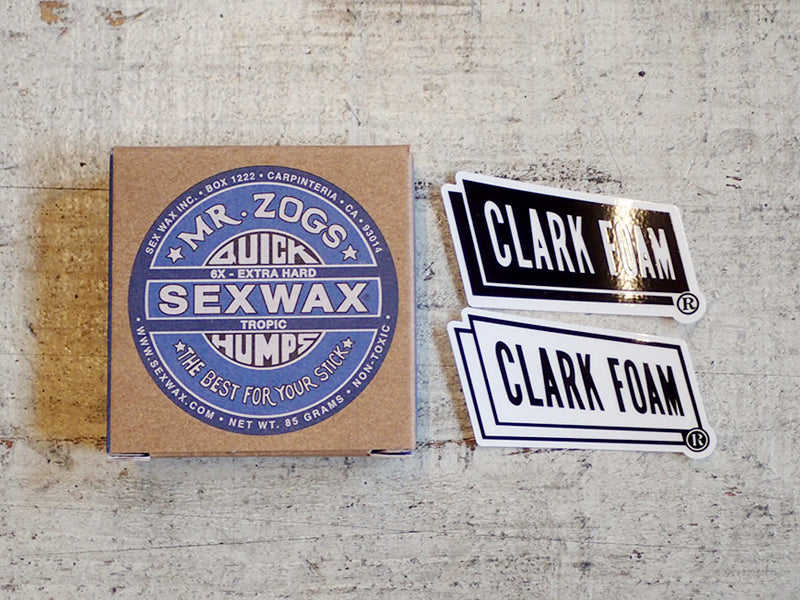 SEX WAX INC. • BOX 1222 • CARPINTERIA • CA • 93014
MR. ZOGS
QUICK
6X - EXTRA HARD
SEXWAX®
TROPIC
HUMPS
THE BEST FOR YOUR STICK
• WWW.SEXWAX.COM • NET WT. 85 GRAMS • NON-TOXIC •
CLARK FOAM
®
CLARK FOAM
®